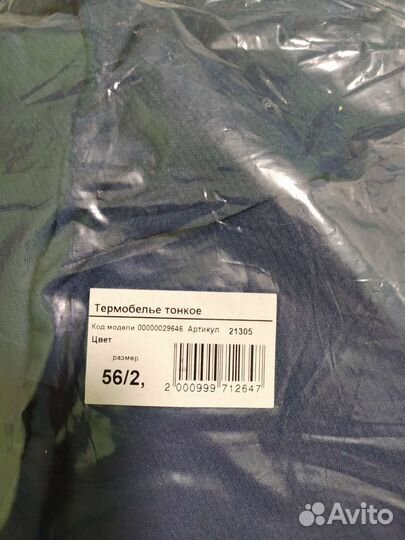 Термобелье тонкое
Код модели 00000029646 Артикул 21305
Цвет
размер
56/2,
2 000999 712647
Avito